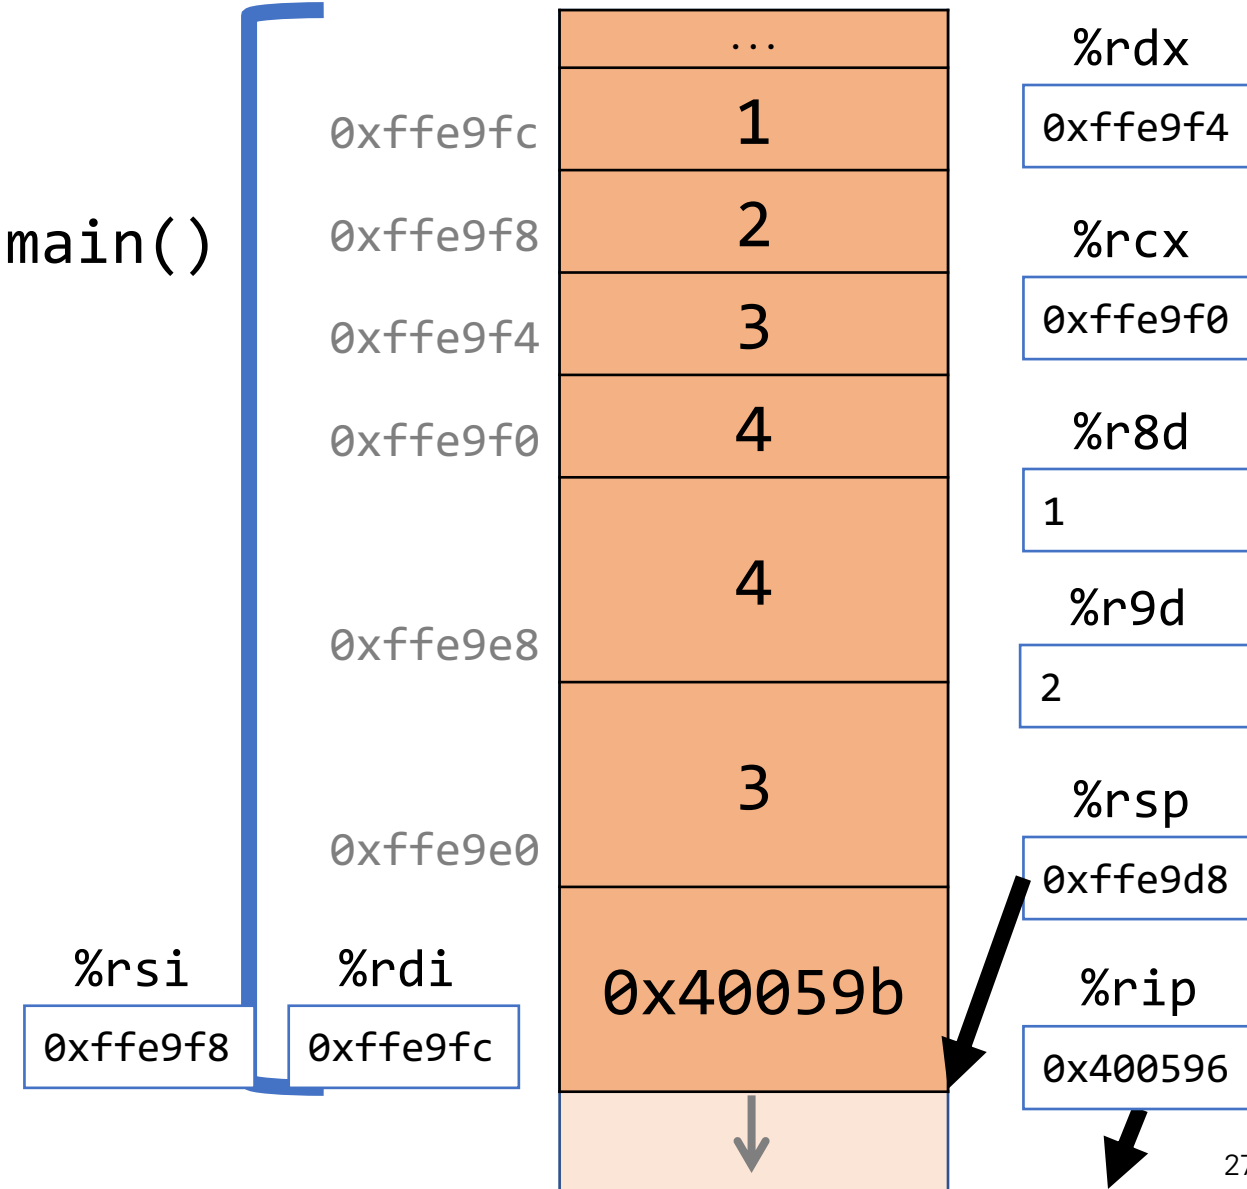 ...
%rdx
0xffe9fc
1
0xffe9f4
main()
0xffe9f8
2
%rcx
0xffe9f4
3
0xffe9f0
0xffe9f0
4
%r8d
1
4
%r9d
0xffe9e8
2
3
%rsp
0xffe9e0
0xffe9d8
%rsi
%rdi
0x40059b
%rip
0xffe9f8
0xffe9fc
0x400596
27